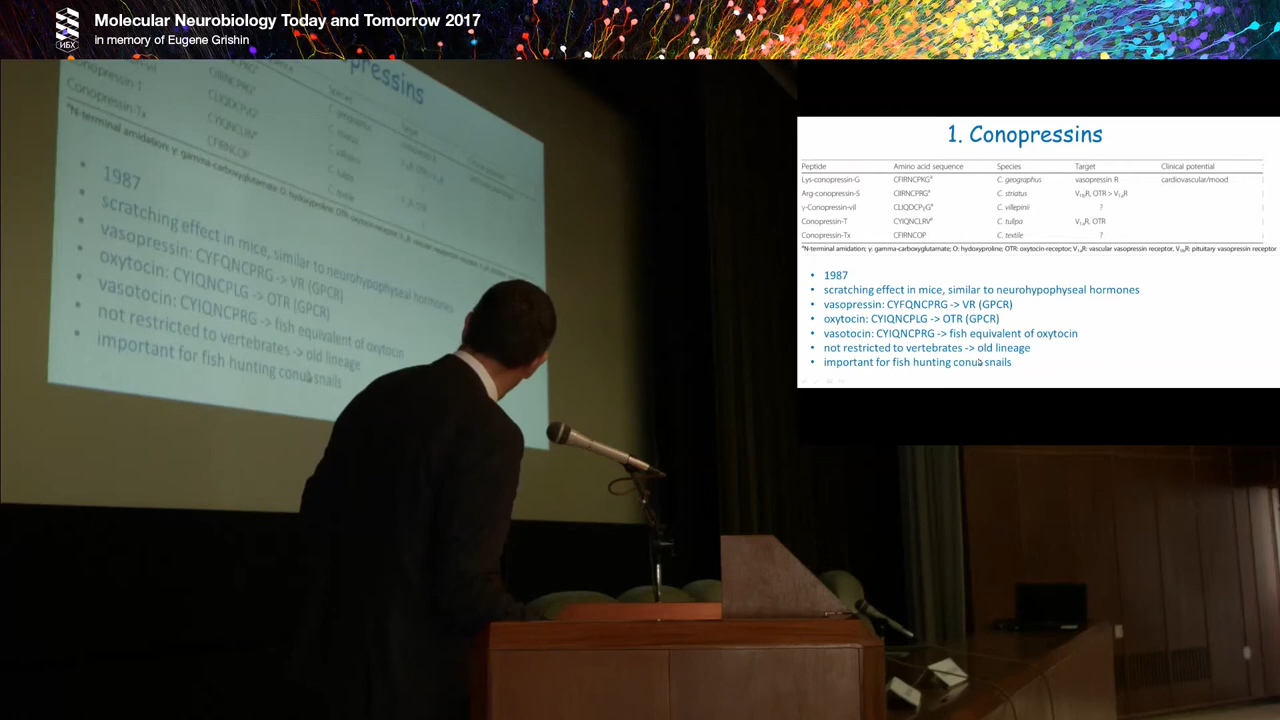 Molecular Neurobiology Today and Tomorrow 2017
in memory of Eugene Grishin
ИБХ
pressins
Conopressin-T
Conopressin-Tx
1987
scratching effect in mice, similar to neurohypophyseal hormones
vasopressin: CYFQNCPRG -> VR (GPCR)
oxytocin: CYIQNCPLG -> OTR (GPCR)
vasotocin: CYIQNCPRG -> fish equivalent of oxytocin
not restricted to vertebrates -> old lineage
important for fish hunting conus snails
1. Conopressins
Peptide Amino acid sequence Species Target Clinical potential
Lys-conopressin-G CFIRNCPKGª C. geographus vasopressin R cardiovascular/mood
Arg-conopressin-S CIIRNCPRGª C. striatus V1bR, OTR > V1aR
γ-Conopressin-vil CLIQDCPγGª C. villepinii ?
Conopressin-T CYIQNCLRVª C. tulipa V1aR, OTR
Conopressin-Tx CFIRNCOP C. textile ?
ªN-terminal amidation; γ: gamma-carboxyglutamate; O: hydoxyproline; OTR: oxytocin-receptor; V1aR: vascular vasopressin receptor, V1bR: pituitary vasopressin receptor
• 1987
• scratching effect in mice, similar to neurohypophyseal hormones
• vasopressin: CYFQNCPRG -> VR (GPCR)
• oxytocin: CYIQNCPLG -> OTR (GPCR)
• vasotocin: CYIQNCPRG -> fish equivalent of oxytocin
• not restricted to vertebrates -> old lineage
• important for fish hunting conus snails